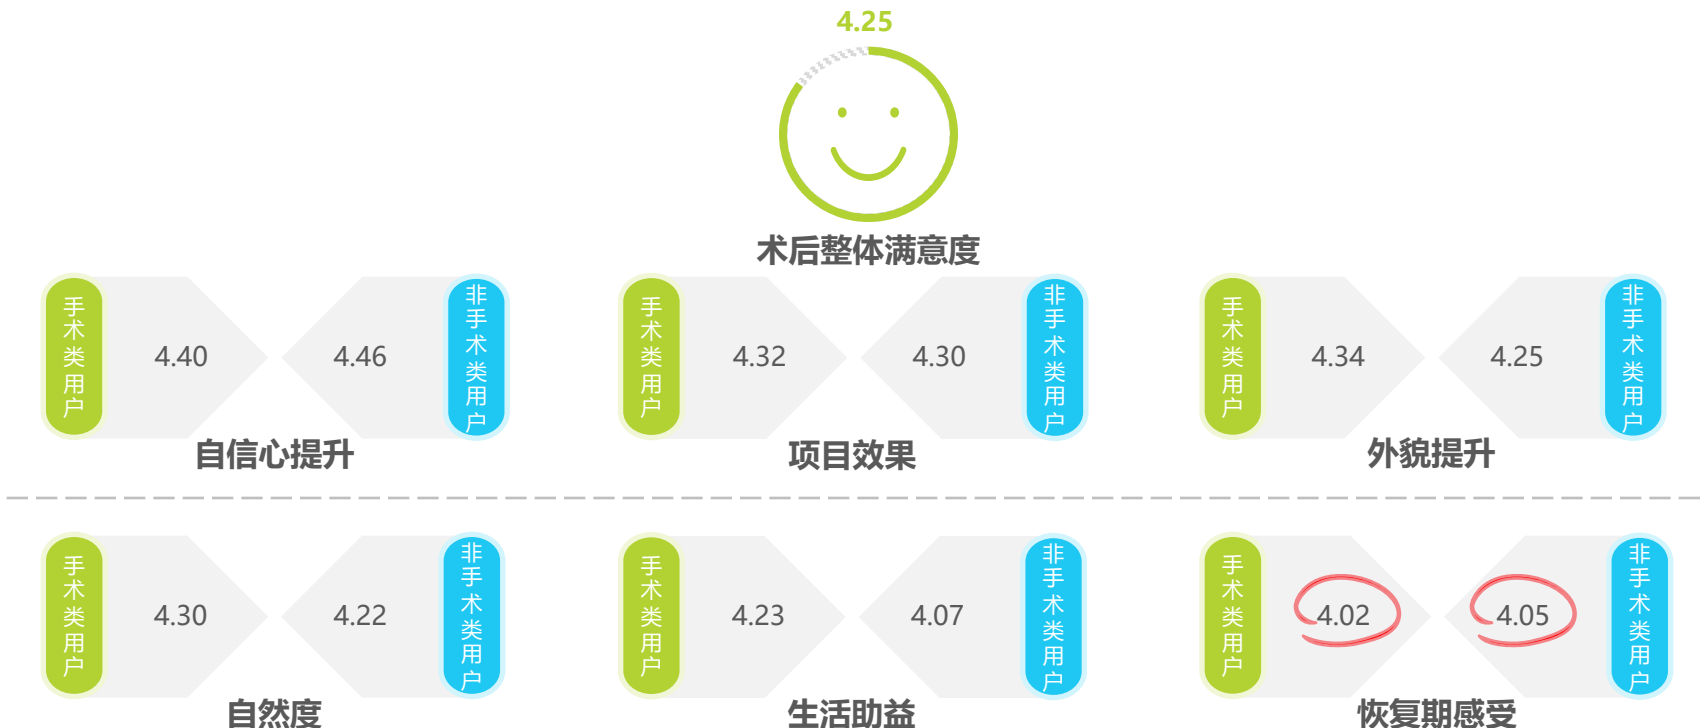 4.25
术后整体满意度
手术类用户
4.40
4.46
非手术类用户
自信心提升
手术类用户
4.32
4.30
非手术类用户
项目效果
手术类用户
4.34
4.25
非手术类用户
外貌提升
手术类用户
4.30
4.22
非手术类用户
自然度
手术类用户
4.23
4.07
非手术类用户
生活助益
手术类用户
4.02
4.05
非手术类用户
恢复期感受